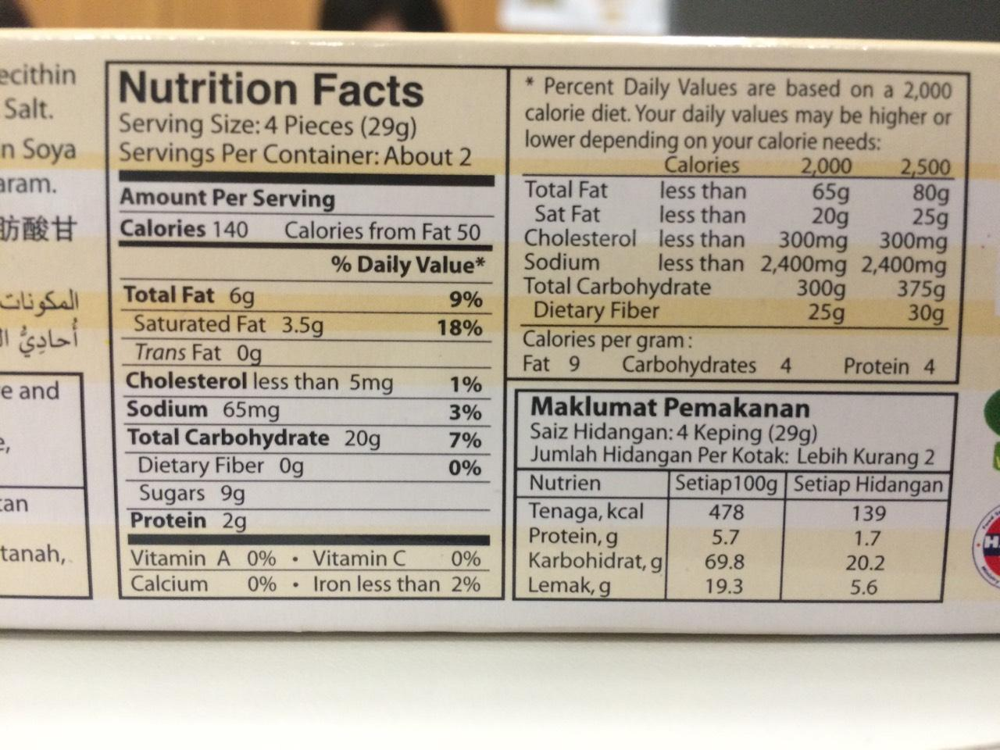 ecithin
Salt.
n Soya
aram.
肪酸甘
المكونات
أُحادِيُّ ال
e and
e,
tan
tanah,
Nutrition Facts
Serving Size: 4 Pieces (29g)
Servings Per Container: About 2
Amount Per Serving
Calories 140 Calories from Fat 50
% Daily Value*
Total Fat 6g 9%
Saturated Fat 3.5g 18%
Trans Fat 0g
Cholesterol less than 5mg 1%
Sodium 65mg 3%
Total Carbohydrate 20g 7%
Dietary Fiber 0g 0%
Sugars 9g
Protein 2g
Vitamin A 0% • Vitamin C 0%
Calcium 0% • Iron less than 2%
* Percent Daily Values are based on a 2,000
calorie diet. Your daily values may be higher or
lower depending on your calorie needs:
Calories 2,000 2,500
Total Fat less than 65g 80g
Sat Fat less than 20g 25g
Cholesterol less than 300mg 300mg
Sodium less than 2,400mg 2,400mg
Total Carbohydrate 300g 375g
Dietary Fiber 25g 30g
Calories per gram:
Fat 9 Carbohydrates 4 Protein 4
Maklumat Pemakanan
Saiz Hidangan: 4 Keping (29g)
Jumlah Hidangan Per Kotak: Lebih Kurang 2
Nutrien Setiap100g Setiap Hidangan
Tenaga, kcal 478 139
Protein, g 5.7 1.7
Karbohidrat, g 69.8 20.2
Lemak, g 19.3 5.6